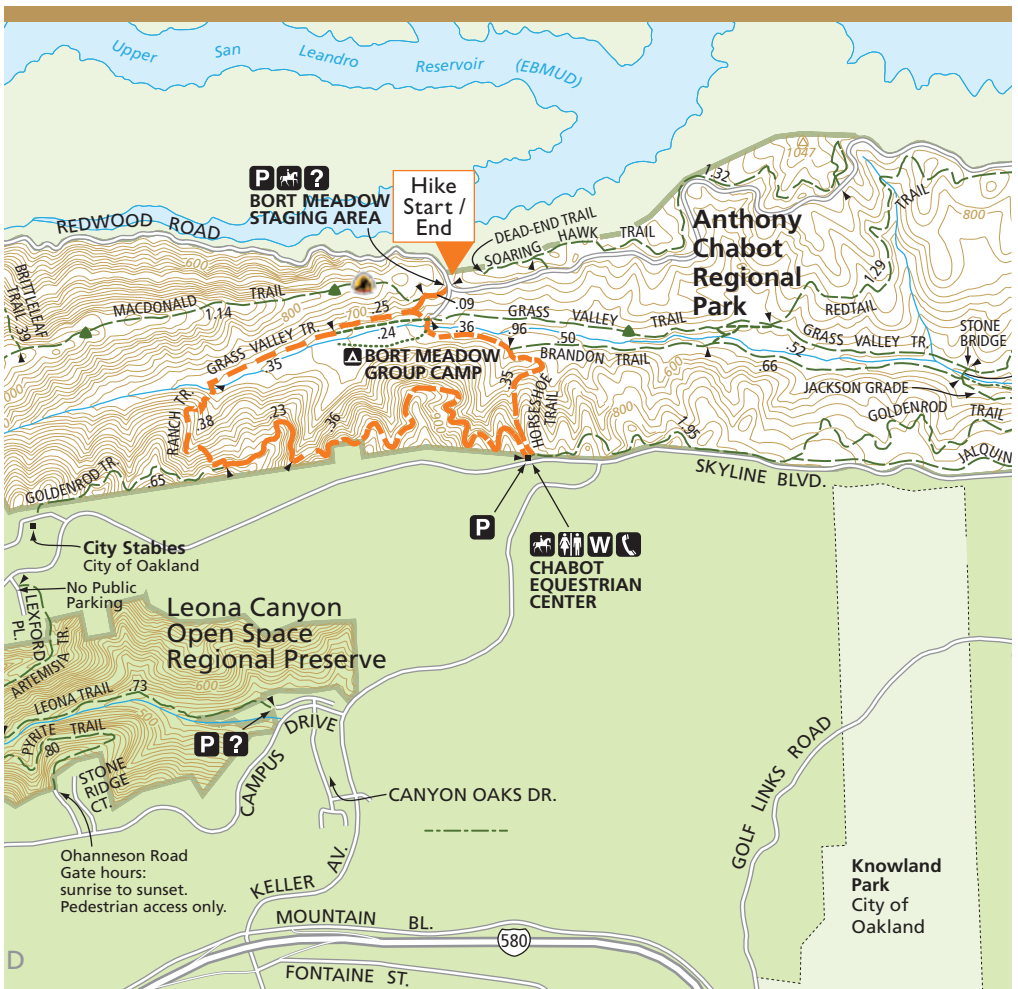 Upper San Leandro Reservoir (EBMUD)
1047
1.32
P ?
BORT MEADOW
STAGING AREA
Hike
Start /
End
DEAD-END TRAIL
SOARING HAWK TRAIL
Anthony
Chabot
Regional
Park
TRAIL
800
REDWOOD ROAD
600
1.29
BRITTLELEAF
TRAIL .39
MACDONALD TRAIL
1.14
800
700
.25
.09
GRASS VALLEY TRAIL
REDTAIL
GRASS VALLEY TR.
.36
.96
.50
.24
.52
STONE
BRIDGE
GRASS VALLEY TR.
.35
BORT MEADOW
GROUP CAMP
BRANDON TRAIL
600
.66
JACKSON GRADE
RANCH TR.
.38
.23
.36
.35
HORSESHOE
TRAIL
800
1.95
GOLDENROD TRAIL
JALQUIN
GOLDENROD TR.
.65
SKYLINE BLVD.
P
City Stables
City of Oakland
W
CHABOT
EQUESTRIAN
CENTER
No Public
Parking
LEXFORD
PL.
Leona Canyon
Open Space
Regional Preserve
ARTEMISIA TR.
600
LEONA TRAIL
.73
500
PYRITE TRAIL
.80
P ?
CAMPUS DRIVE
STONE
RIDGE
CT.
CANYON OAKS DR.
GOLF LINKS ROAD
Ohanneson Road
Gate hours:
sunrise to sunset.
Pedestrian access only.
KELLER AV.
Knowland
Park
City of
Oakland
MOUNTAIN BL.
580
D
FONTAINE ST.